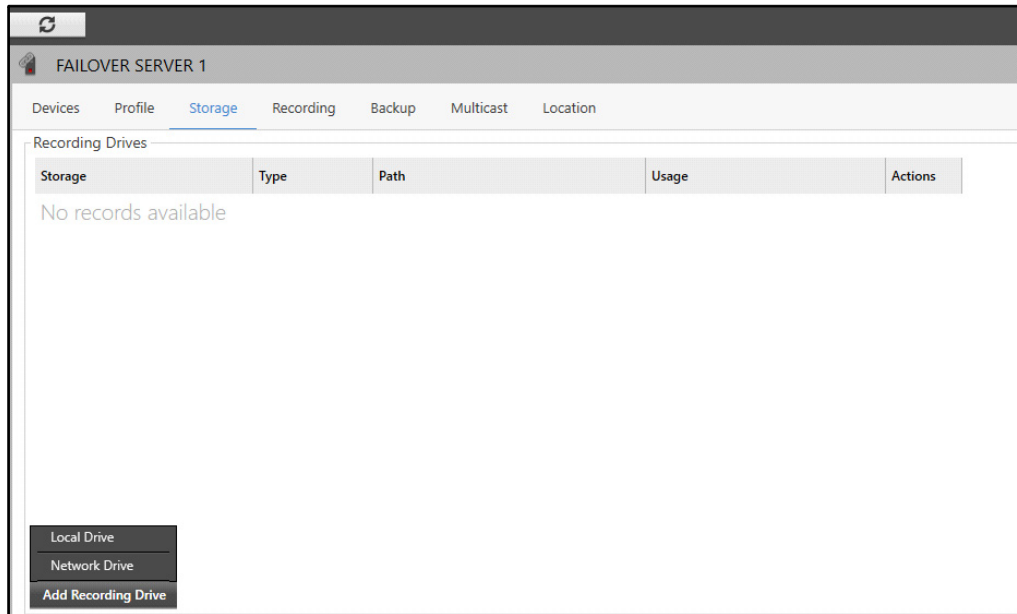 FAILOVER SERVER 1
Devices Profile Storage Recording Backup Multicast Location
Recording Drives
Storage Type Path Usage Actions
No records available
Local Drive
Network Drive
Add Recording Drive